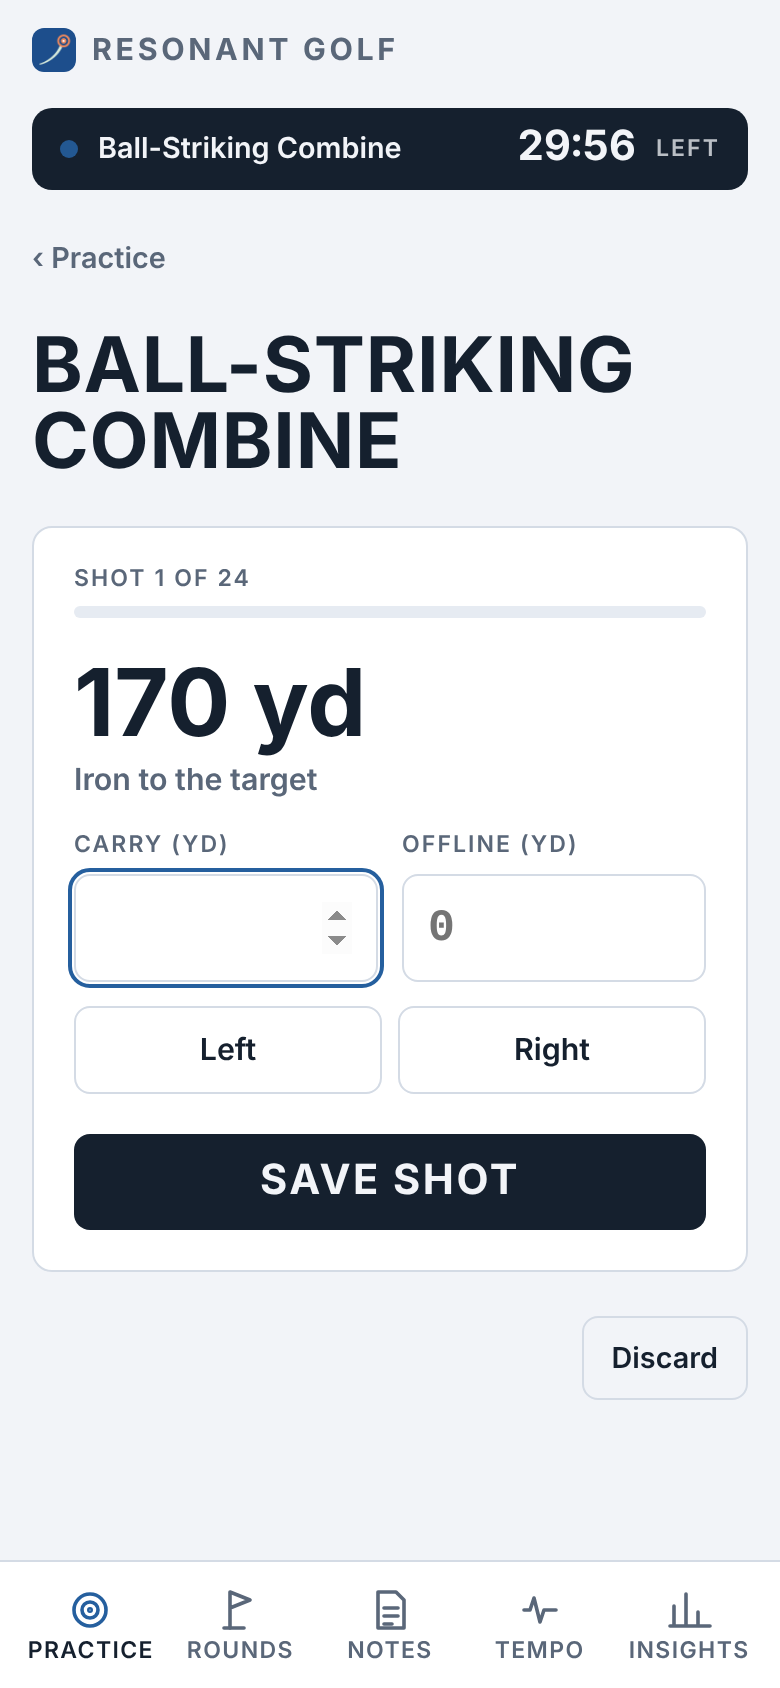 RESONANT GOLF
Ball-Striking Combine 29:56 LEFT
‹ Practice
BALL-STRIKING
COMBINE
SHOT 1 OF 24
170 yd
Iron to the target
CARRY (YD) OFFLINE (YD)
0
Left Right
SAVE SHOT
Discard
PRACTICE ROUNDS NOTES TEMPO INSIGHTS